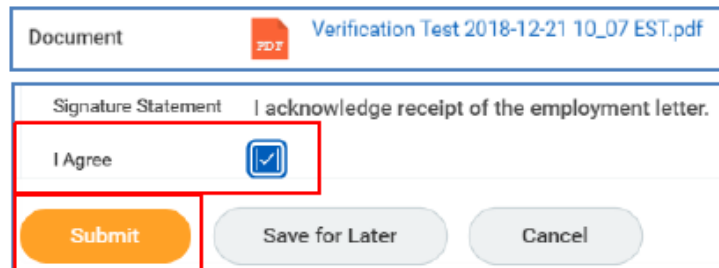 Document PDF Verification Test 2018-12-21 10_07 EST.pdf
Signature Statement I acknowledge receipt of the employment letter.
I Agree
Submit Save for Later Cancel